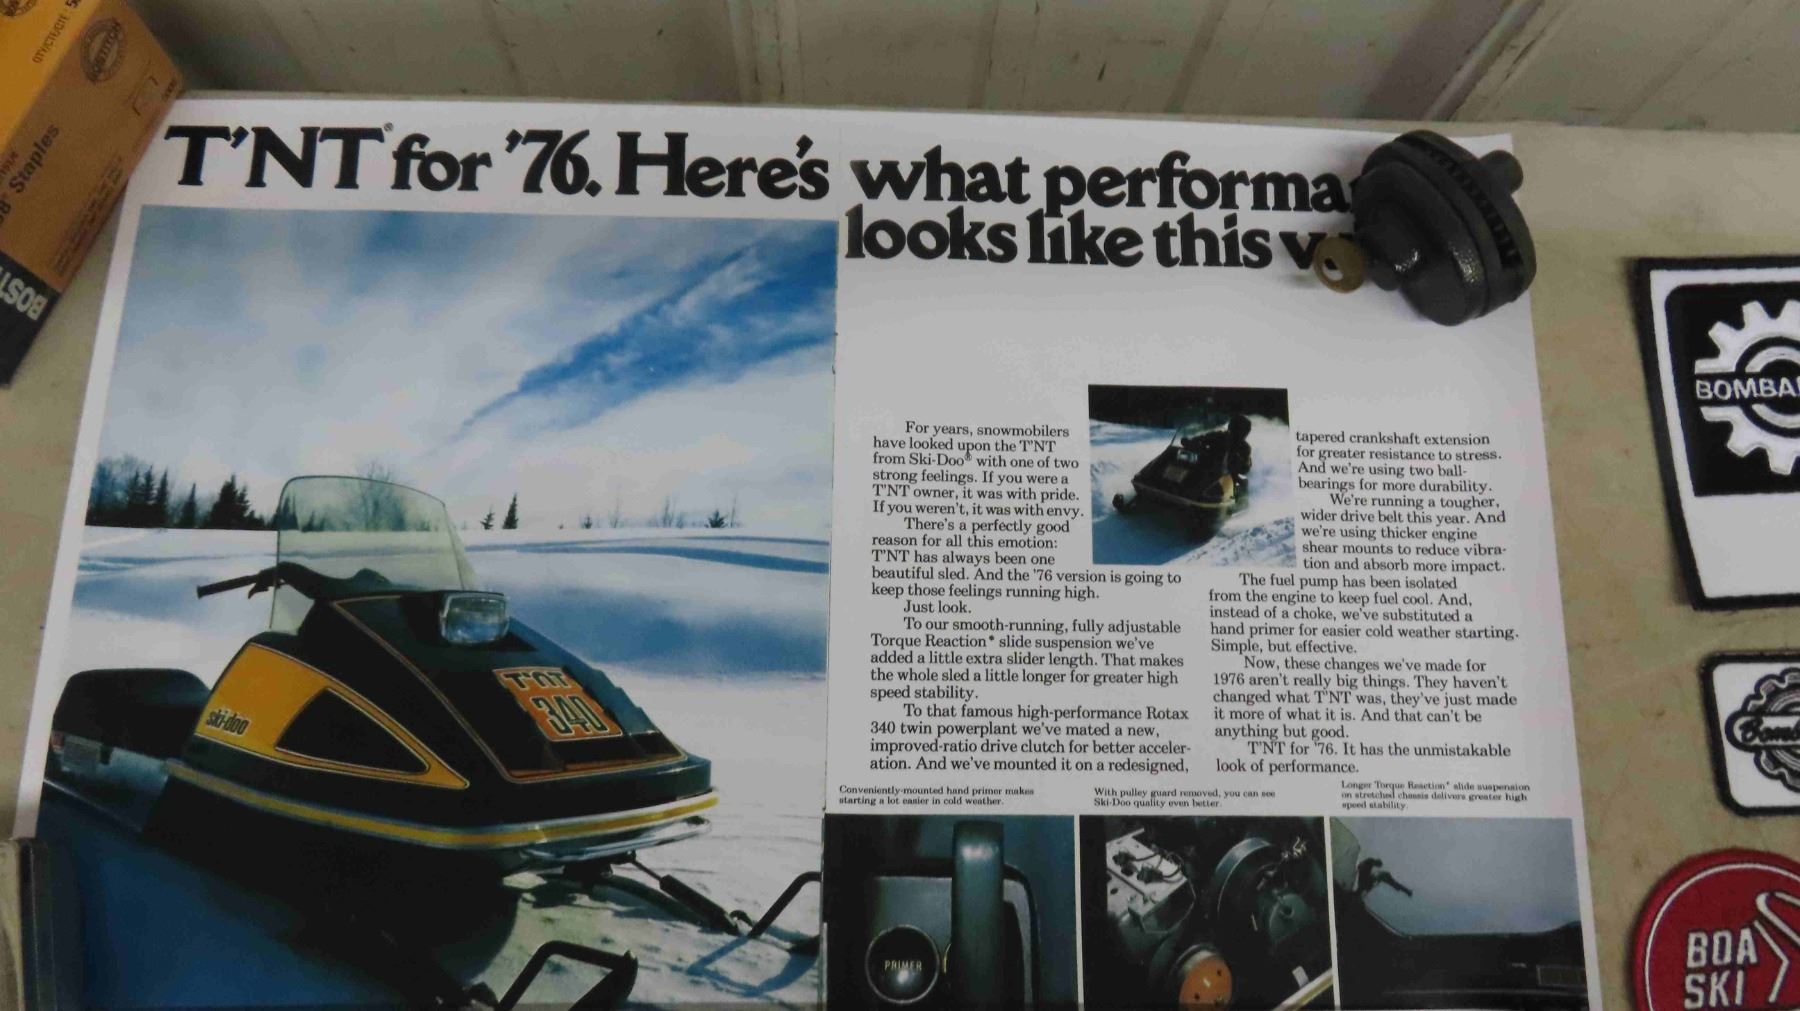 T'NT® for '76. Here's what
looks like this
For years, snowmobilers
have looked upon the T'NT
from Ski-Doo® with one of two
strong feelings. If you were a
T'NT owner, it was with pride.
If you weren't, it was with envy.
There's a perfectly good
reason for all this emotion:
T'NT has always been one
beautiful sled. And the '76 version is going to
keep those feelings running high.
Just look.
To our smooth-running, fully adjustable
Torque Reaction* slide suspension we've
added a little extra slider length. That makes
the whole sled a little longer for greater high
speed stability.
To that famous high-performance Rotax
340 twin powerplant we've mated a new,
improved-ratio drive clutch for better acceler-
ation. And we've mounted it on a redesigned,
tapered crankshaft extension
for greater resistance to stress.
And we're using two ball-
bearings for more durability.
We're running a tougher,
wider drive belt this year. And
we're using thicker engine
shear mounts to reduce vibra-
tion and absorb more impact.
The fuel pump has been isolated
from the engine to keep fuel cool. And,
instead of a choke, we've substituted a
hand primer for easier cold weather starting.
Simple, but effective.
Now, these changes we've made for
1976 aren't really big things. They haven't
changed what T'NT was, they've just made
it more of what it is. And that can't be
anything but good.
T'NT for '76. It has the unmistakable
look of performance.
Conveniently-mounted hand primer makes
starting a lot easier in cold weather.
With pulley guard removed, you can see
Ski-Doo quality even better.
Longer Torque Reaction* slide suspension
on stretched chassis delivers greater high
speed stability.
PRIMER
ski-doo
T'NT
340
Staples
BOSTITCH
BOSTI
BOMBA
BOA
SKI